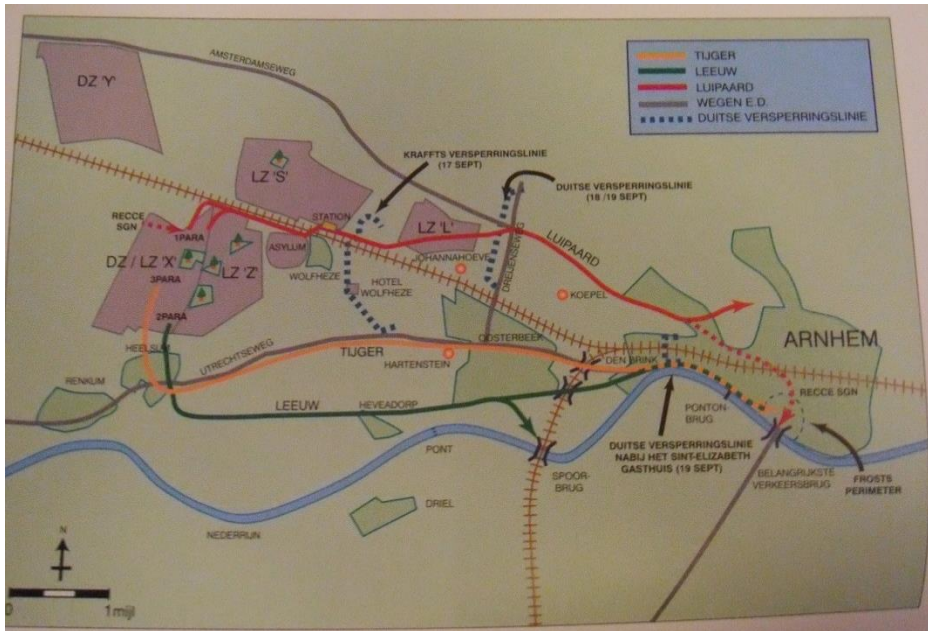 AMSTERDAMSEWEG
DZ 'Y'
TIJGER
LEEUW
LUIPAARD
WEGEN E.D.
DUITSE VERSPERRINGSLINIE
KRAFFTS VERSPERRINGSLINIE
(17 SEPT)
LZ 'S'
DUITSE VERSPERRINGSLINIE
(18 /19 SEPT)
RECCE
SGN
1PARA
STATION
LZ 'L'
ASYLUM
WOLFHEZE
DZ / LZ 'X'
LZ 'Z'
3PARA
2PARA
HOTEL
WOLFHEZE
JOHANNAHOEVE
DREIJENSEWEG
LUIPAARD
KOEPEL
ARNHEM
HEELSUM
UTRECHTSEWEG
TIJGER
HARTENSTEIN
OOSTERBEEK
DEN BRINK
RENKUM
LEEUW
HEVEADORP
PONTON-
BRUG
RECCE SGN
PONT
SPOOR-
BRUG
DUITSE VERSPERRINGSLINIE
NABIJ HET SINT-ELIZABETH
GASTHUIS (19 SEPT)
BELANGRIJKSTE
VERKEERSBRUG
FROSTS
PERIMETER
DRIEL
NEDERRIJN
N
0
1mijl